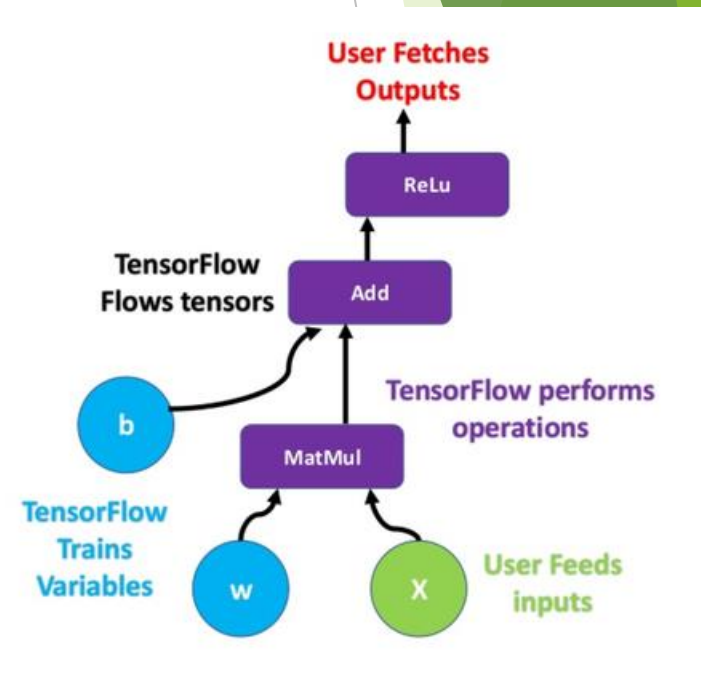 User Fetches
Outputs
ReLu
TensorFlow
Flows tensors
Add
b
TensorFlow performs
operations
MatMul
TensorFlow
Trains
Variables
w
X
User Feeds
inputs